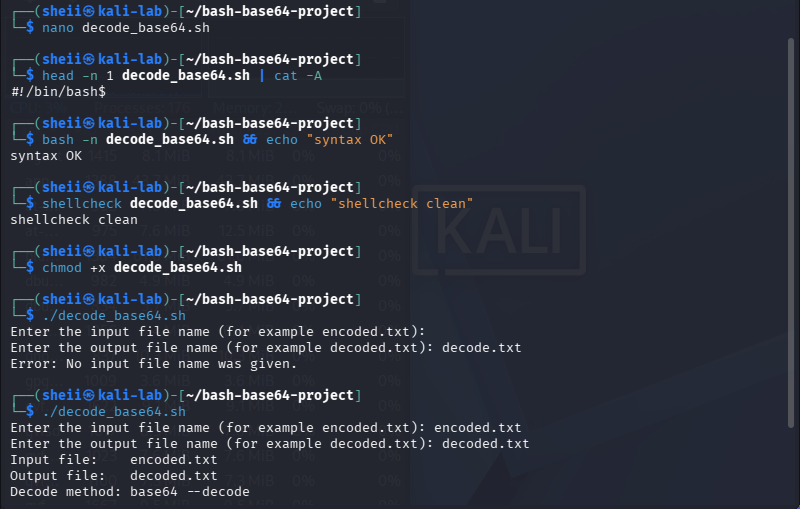 ┌──(sheii㉿kali-lab)-[~/bash-base64-project]
└─$ nano decode_base64.sh
┌──(sheii㉿kali-lab)-[~/bash-base64-project]
└─$ head -n 1 decode_base64.sh | cat -A
#!/bin/bash$
┌──(sheii㉿kali-lab)-[~/bash-base64-project]
└─$ bash -n decode_base64.sh && echo "syntax OK"
syntax OK
┌──(sheii㉿kali-lab)-[~/bash-base64-project]
└─$ shellcheck decode_base64.sh && echo "shellcheck clean"
shellcheck clean
┌──(sheii㉿kali-lab)-[~/bash-base64-project]
└─$ chmod +x decode_base64.sh
┌──(sheii㉿kali-lab)-[~/bash-base64-project]
└─$ ./decode_base64.sh
Enter the input file name (for example encoded.txt):
Enter the output file name (for example decoded.txt): decode.txt
Error: No input file name was given.
┌──(sheii㉿kali-lab)-[~/bash-base64-project]
└─$ ./decode_base64.sh
Enter the input file name (for example encoded.txt): encoded.txt
Enter the output file name (for example decoded.txt): decoded.txt
Input file:    encoded.txt
Output file:   decoded.txt
Decode method: base64 --decode
KALI